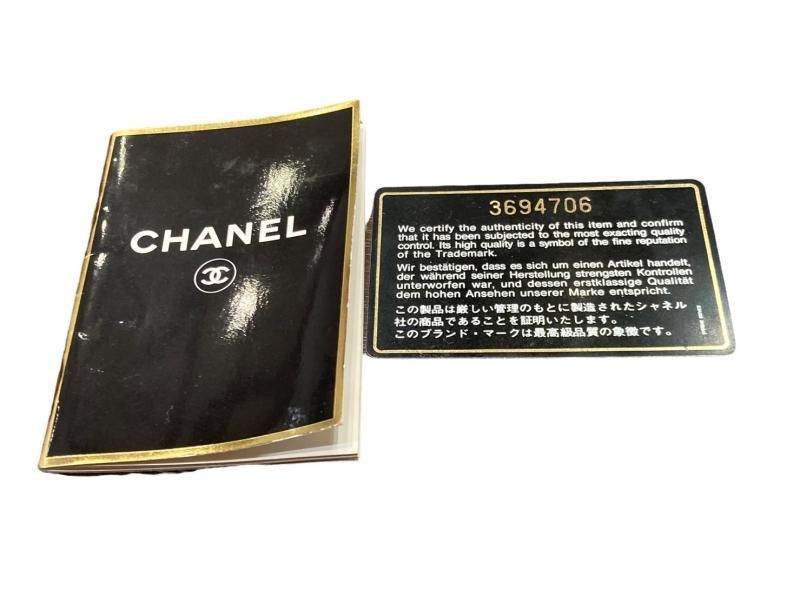 CHANEL
3694706
We certify the authenticity of this item and confirm
that it has been subjected to the most exacting quality
control. Its high quality is a symbol of the fine reputation
of the Trademark.
Wir bestätigen, dass es sich um einen Artikel handelt,
der während seiner Herstellung strengsten Kontrollen
unterworfen war, und dessen erstklassige Qualität
dem hohen Ansehen unserer Marke entspricht.
この製品は厳しい管理のもとに製造されたシャネル
社の商品であることを証明いたします。
このブランド・マークは最高級品質の象徴です。